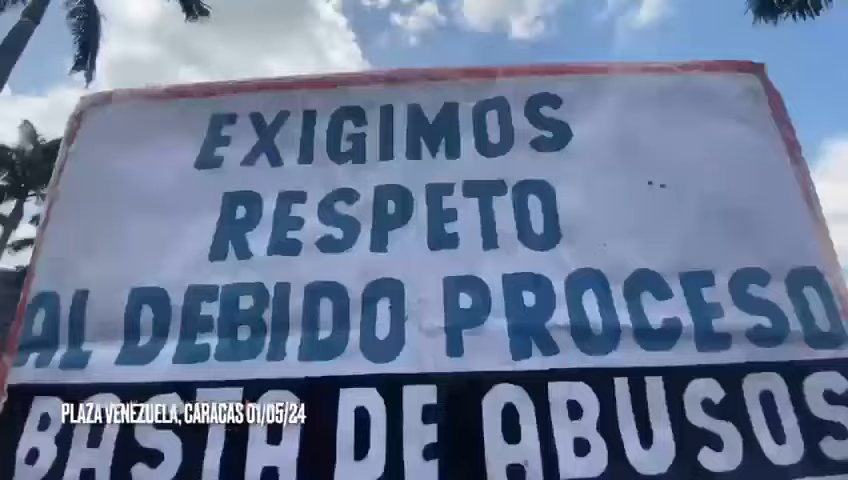 EXIGIMOS
RESPETO
AL DEBIDO PROCESO
BASTA DE ABUSOS
PLAZA VENEZUELA, CARACAS 01/05/24